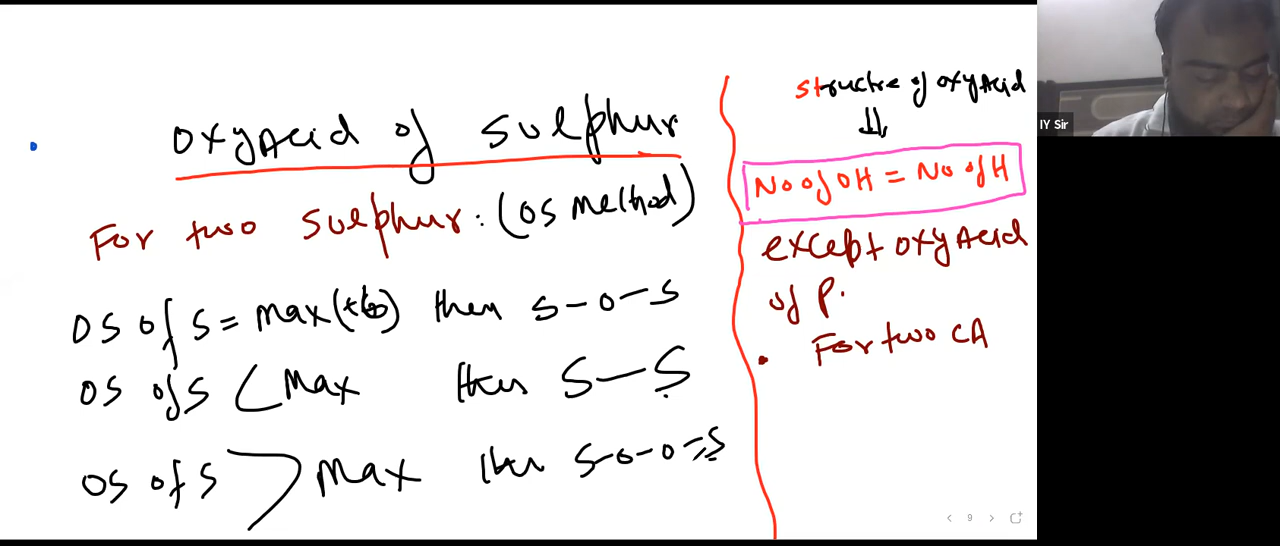 OxyAcid of Sulphur
For two Sulphur: (OS Method)
OS of S = Max(+6) then S-O-S
OS of S < Max then S-S
OS of S > Max then S-O-O-S
structre of oxyAcid
⇓
No of OH = No of H
except oxyAcid
of P.
• For two CA
IY Sir
9